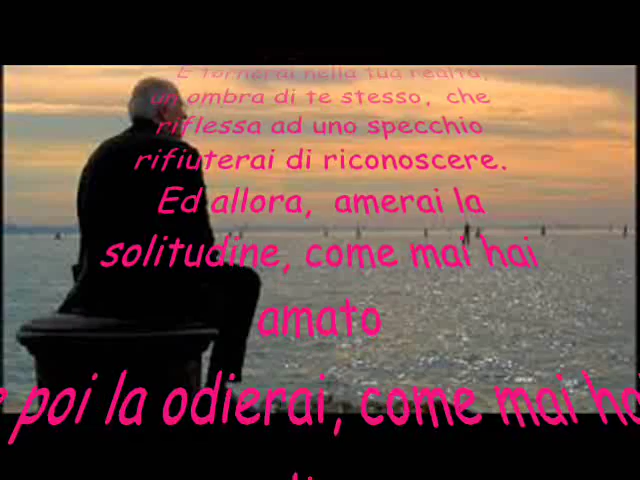 E tornerai nella tua realtà,
un ombra di te stesso, che
riflessa ad uno specchio
rifiuterai di riconoscere.
Ed allora, amerai la
solitudine, come mai hai
amato
poi la odierai, come mai